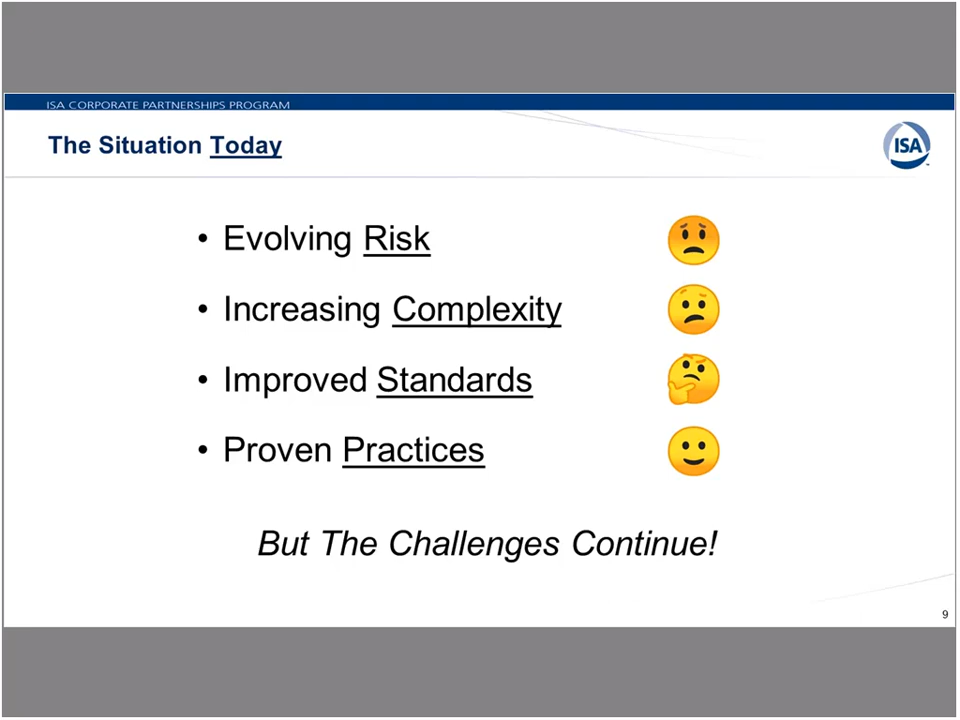 ISA CORPORATE PARTNERSHIPS PROGRAM
The Situation Today
ISA
• Evolving Risk
• Increasing Complexity
• Improved Standards
• Proven Practices
But The Challenges Continue!
9